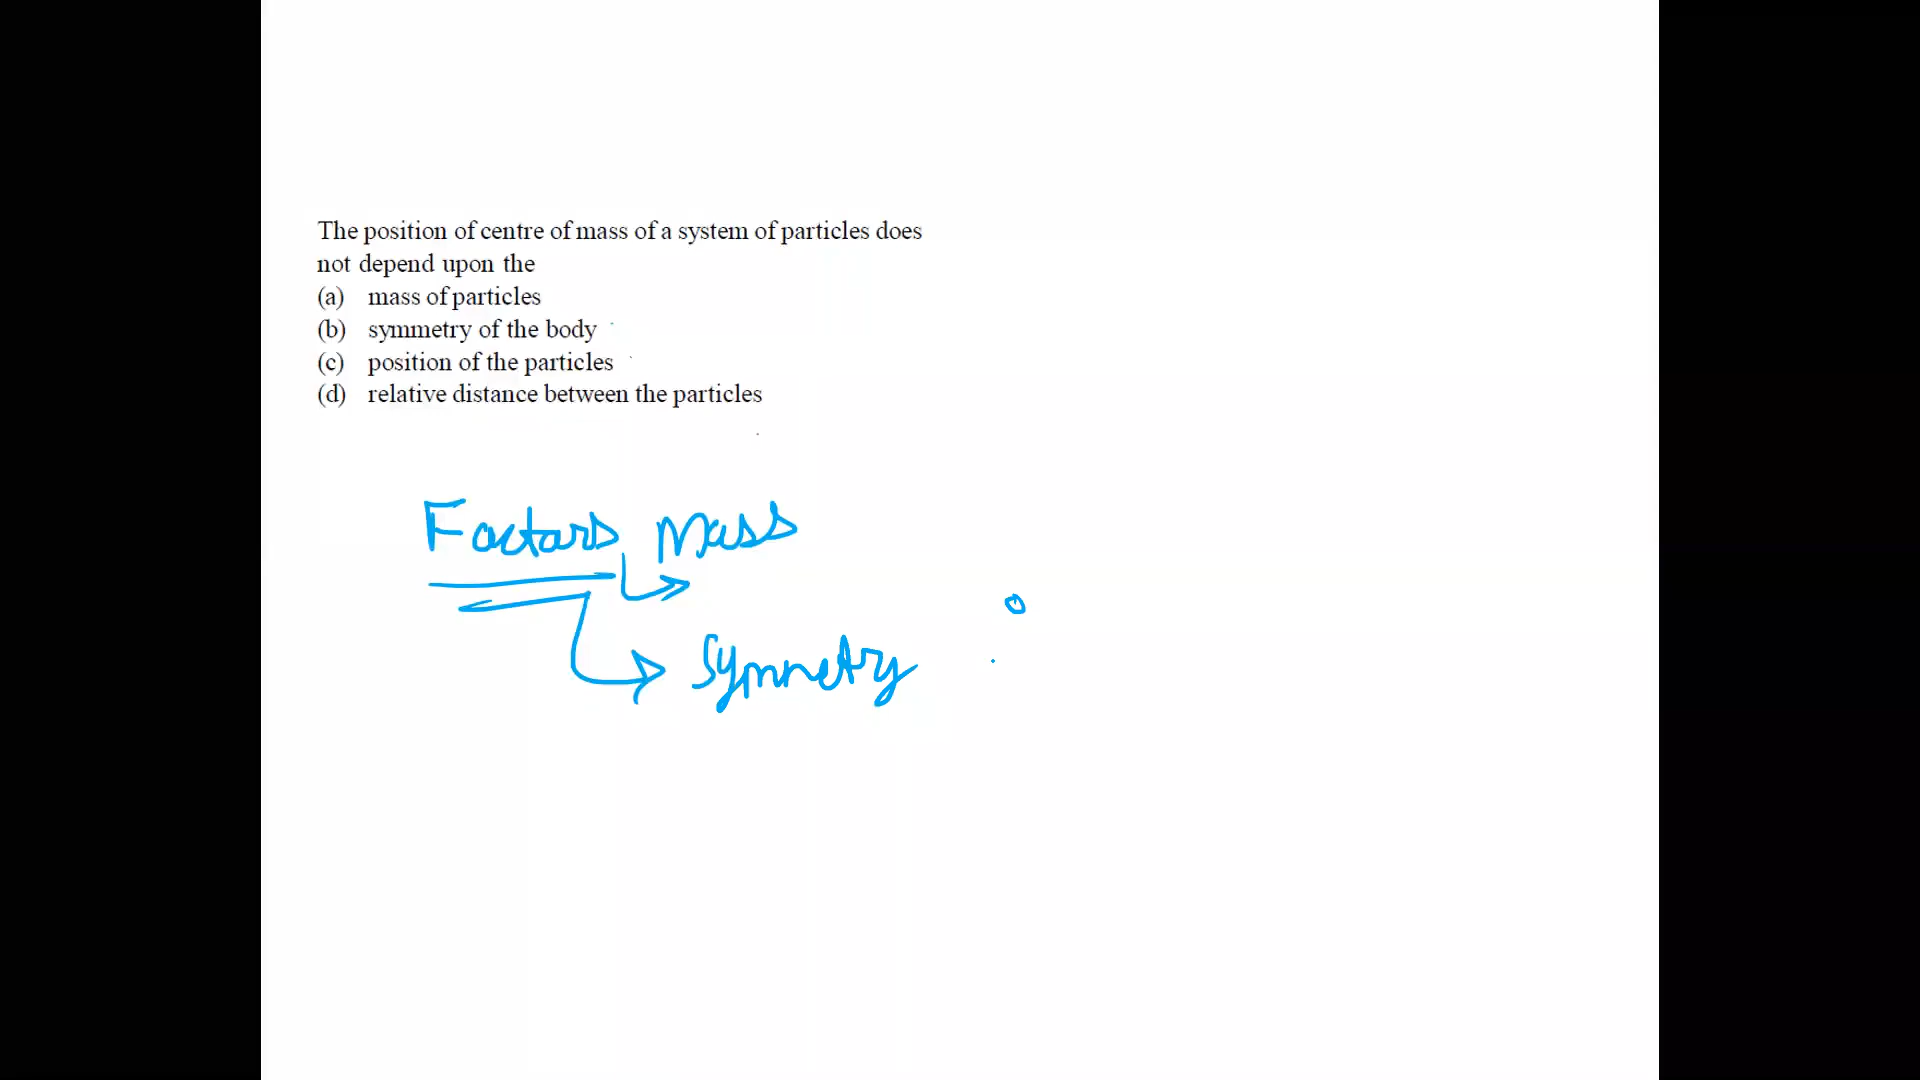 The position of centre of mass of a system of particles does
not depend upon the
(a) mass of particles
(b) symmetry of the body
(c) position of the particles
(d) relative distance between the particles
Factors Mass
Symmetry